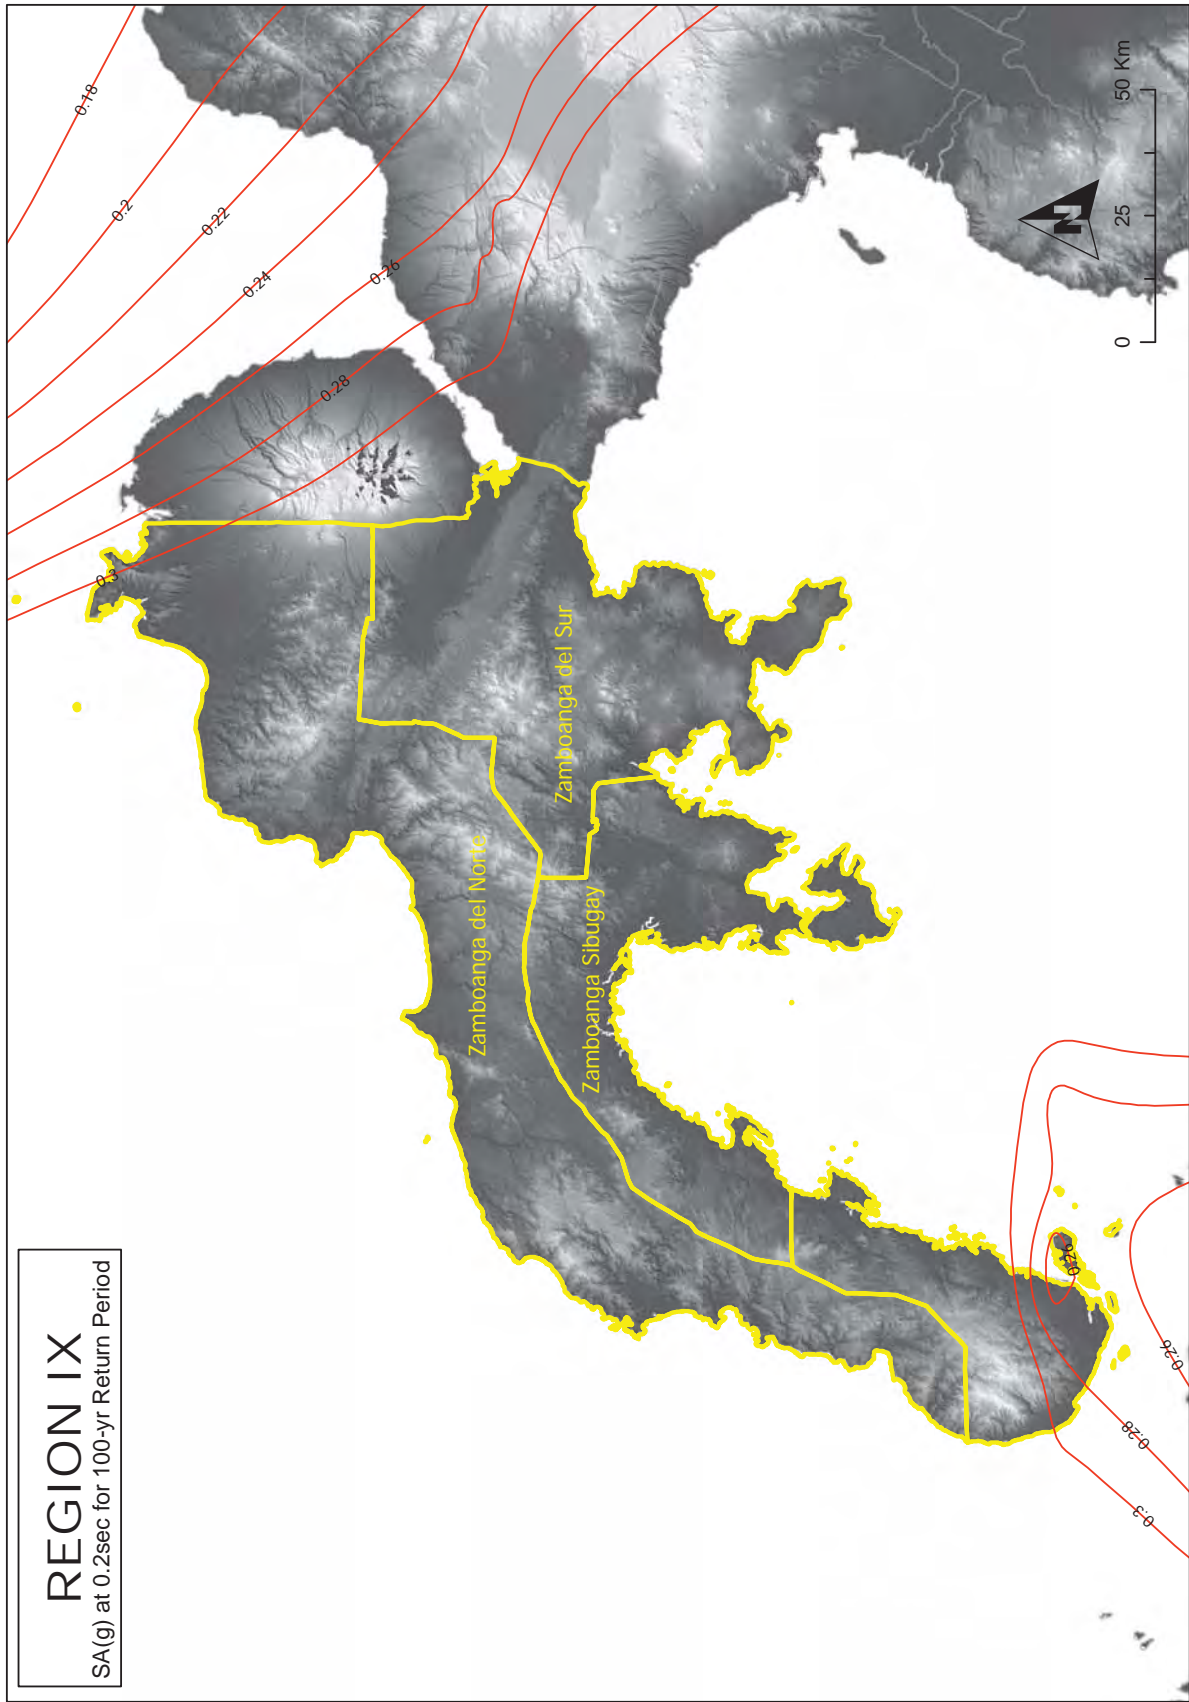 REGION IX
SA(g) at 0.2sec for 100-yr Return Period
0.18
0.2
0.22
0.24
0.26
0.28
0.3
Zamboanga del Norte
Zamboanga del Sur
Zamboanga Sibugay
0.26
0.26
0.28
0.3
N
0 25 50 Km